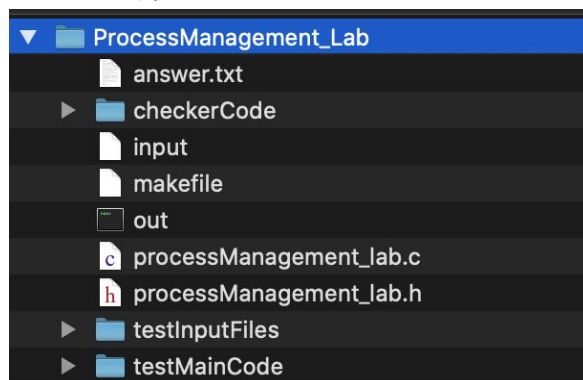 ProcessManagement_Lab
answer.txt
checkerCode
input
makefile
out
processManagement_lab.c
processManagement_lab.h
testInputFiles
testMainCode